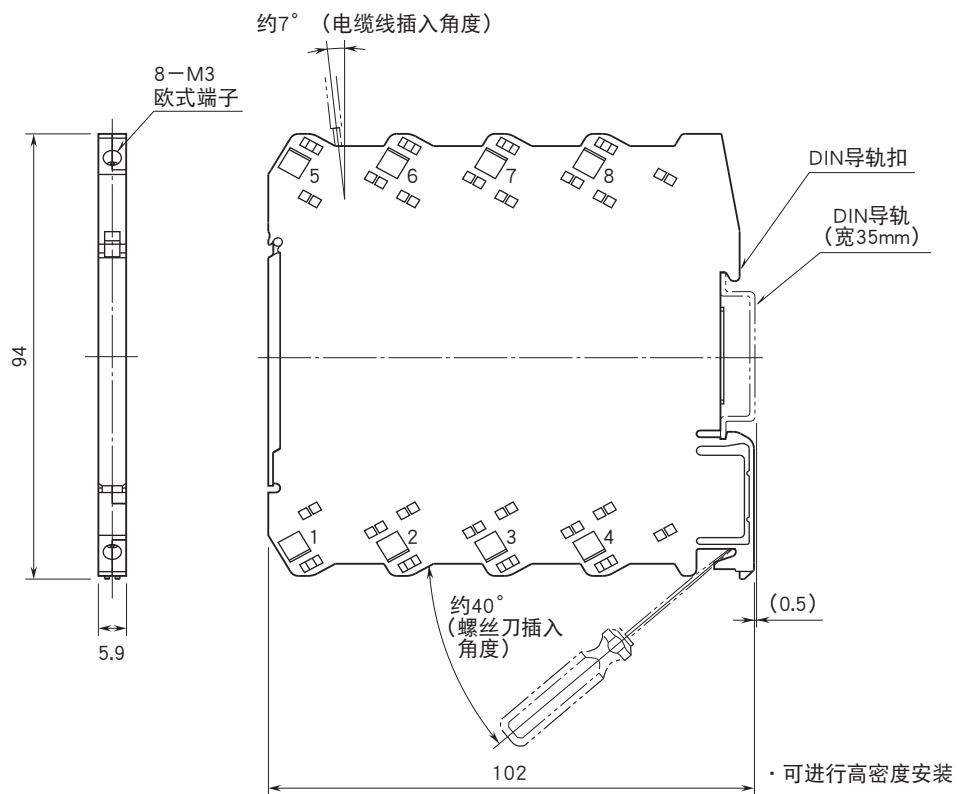 约7°（电缆线插入角度）
8－M3
欧式端子
DIN导轨扣
DIN导轨
（宽35mm）
5
6
7
8
94
1
2
3
4
约40°
（螺丝刀插入
角度）
（0.5）
5.9
102
・可进行高密度安装